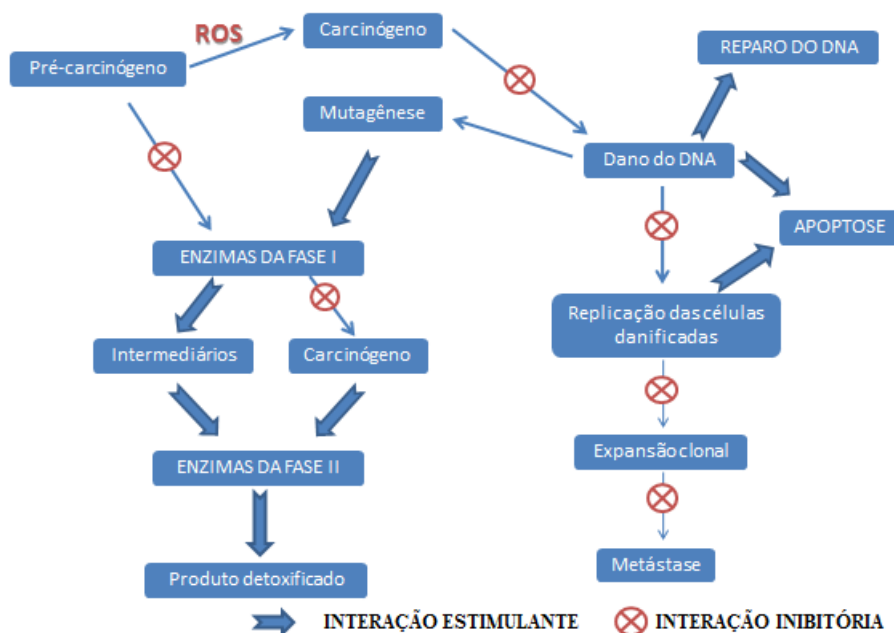 ROS
Carcinógeno
REPARO DO DNA
Pré-carcinógeno
Mutagênese
Dano do DNA
APOPTOSE
ENZIMAS DA FASE I
Replicação das células
danificadas
Intermediários
Carcinógeno
Expansão clonal
ENZIMAS DA FASE II
Metástase
Produto detoxificado
INTERAÇÃO ESTIMULANTE
INTERAÇÃO INIBITÓRIA